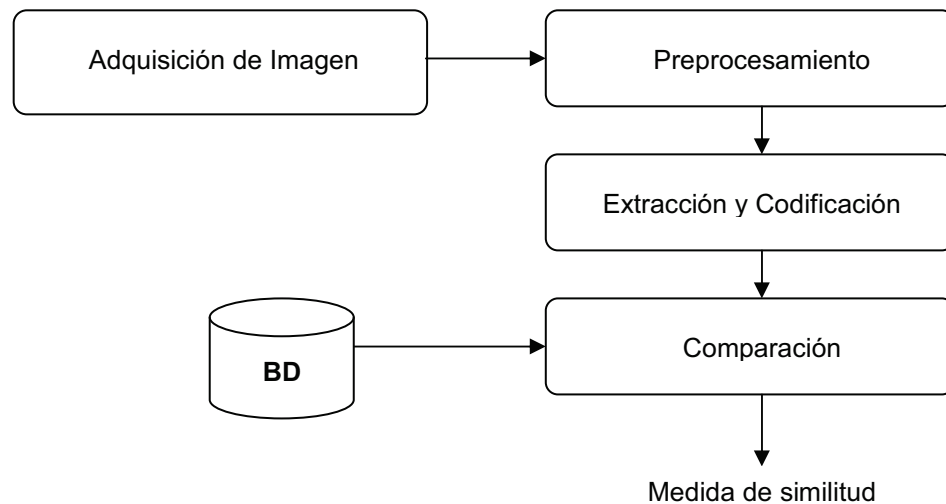 Adquisición de Imagen
Preprocesamiento
Extracción y Codificación
BD
Comparación
Medida de similitud